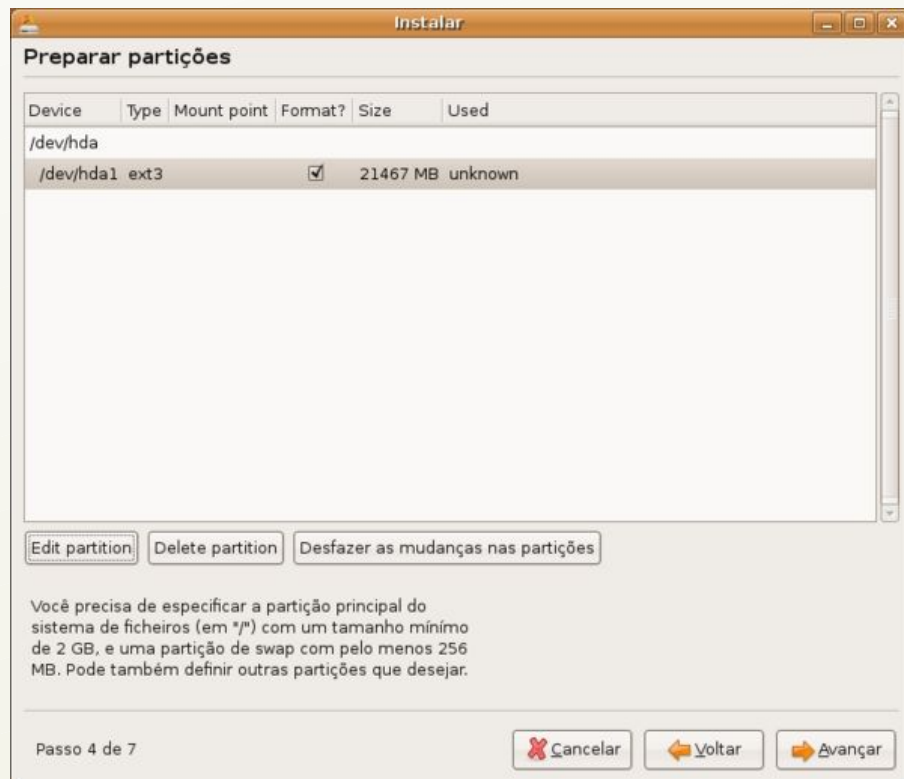 Instalar
Preparar partições
Device Type Mount point Format? Size Used
/dev/hda
/dev/hda1 ext3 21467 MB unknown
Edit partition Delete partition Desfazer as mudanças nas partições
Você precisa de especificar a partição principal do
sistema de ficheiros (em "/") com um tamanho mínímo
de 2 GB, e uma partição de swap com pelo menos 256
MB. Pode também definir outras partições que desejar.
Passo 4 de 7 Cancelar Voltar Avançar